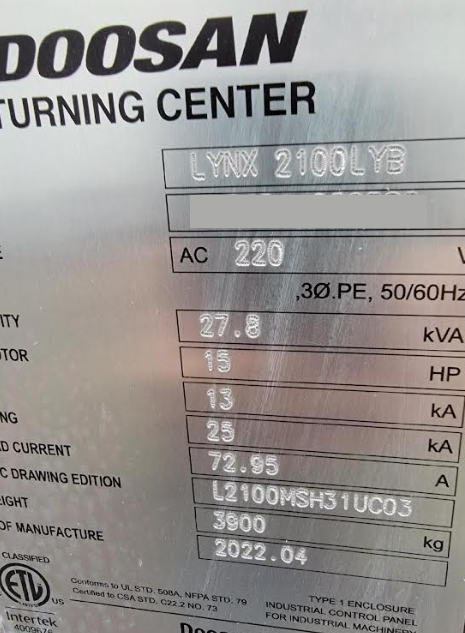 DOOSAN
TURNING CENTER
LYNX 2100LYB
AC 220 V
,3Ø.PE, 50/60Hz
ITY 27.8 kVA
TOR 15 HP
13 kA
NG 25 kA
D CURRENT 72.95 A
C DRAWING EDITION L2100MSH31UC03
IGHT 3900 kg
OF MANUFACTURE 2022.04
CLASSIFIED
ETL US
Intertek
Conforms to UL STD. 508A, NFPA STD. 79
Certified to CSA STD. C22.2 NO. 73
TYPE 1 ENCLOSURE
INDUSTRIAL CONTROL PANEL
FOR INDUSTRIAL MACHINERY